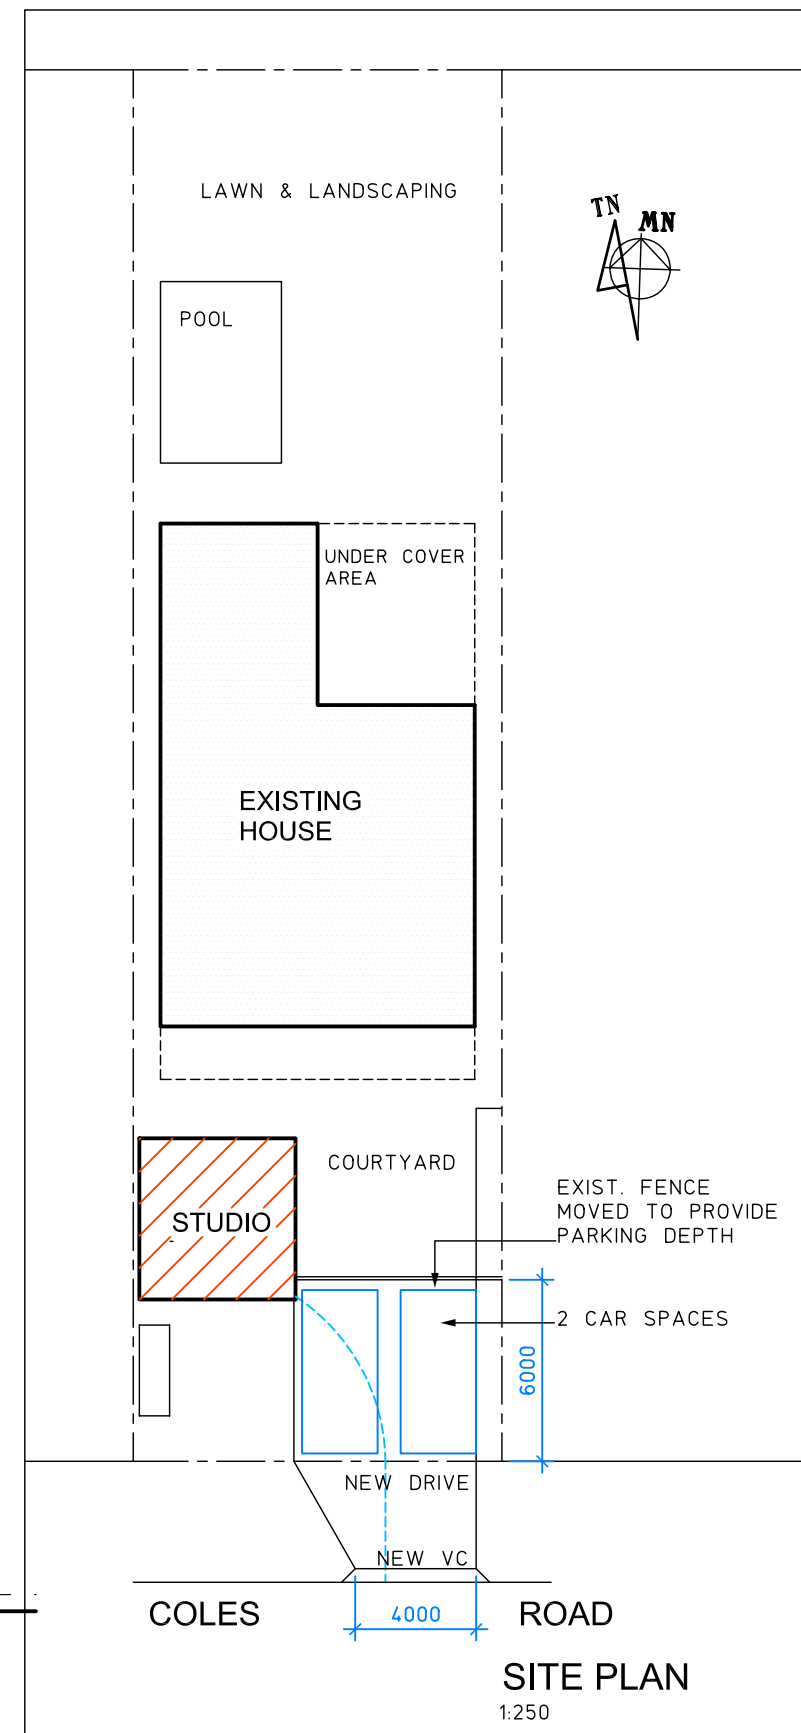 LAWN & LANDSCAPING
TN
MN
POOL
UNDER COVER
AREA
EXISTING
HOUSE
COURTYARD
EXIST. FENCE
MOVED TO PROVIDE
PARKING DEPTH
STUDIO
2 CAR SPACES
6000
NEW DRIVE
NEW VC
COLES 4000 ROAD
SITE PLAN
1:250